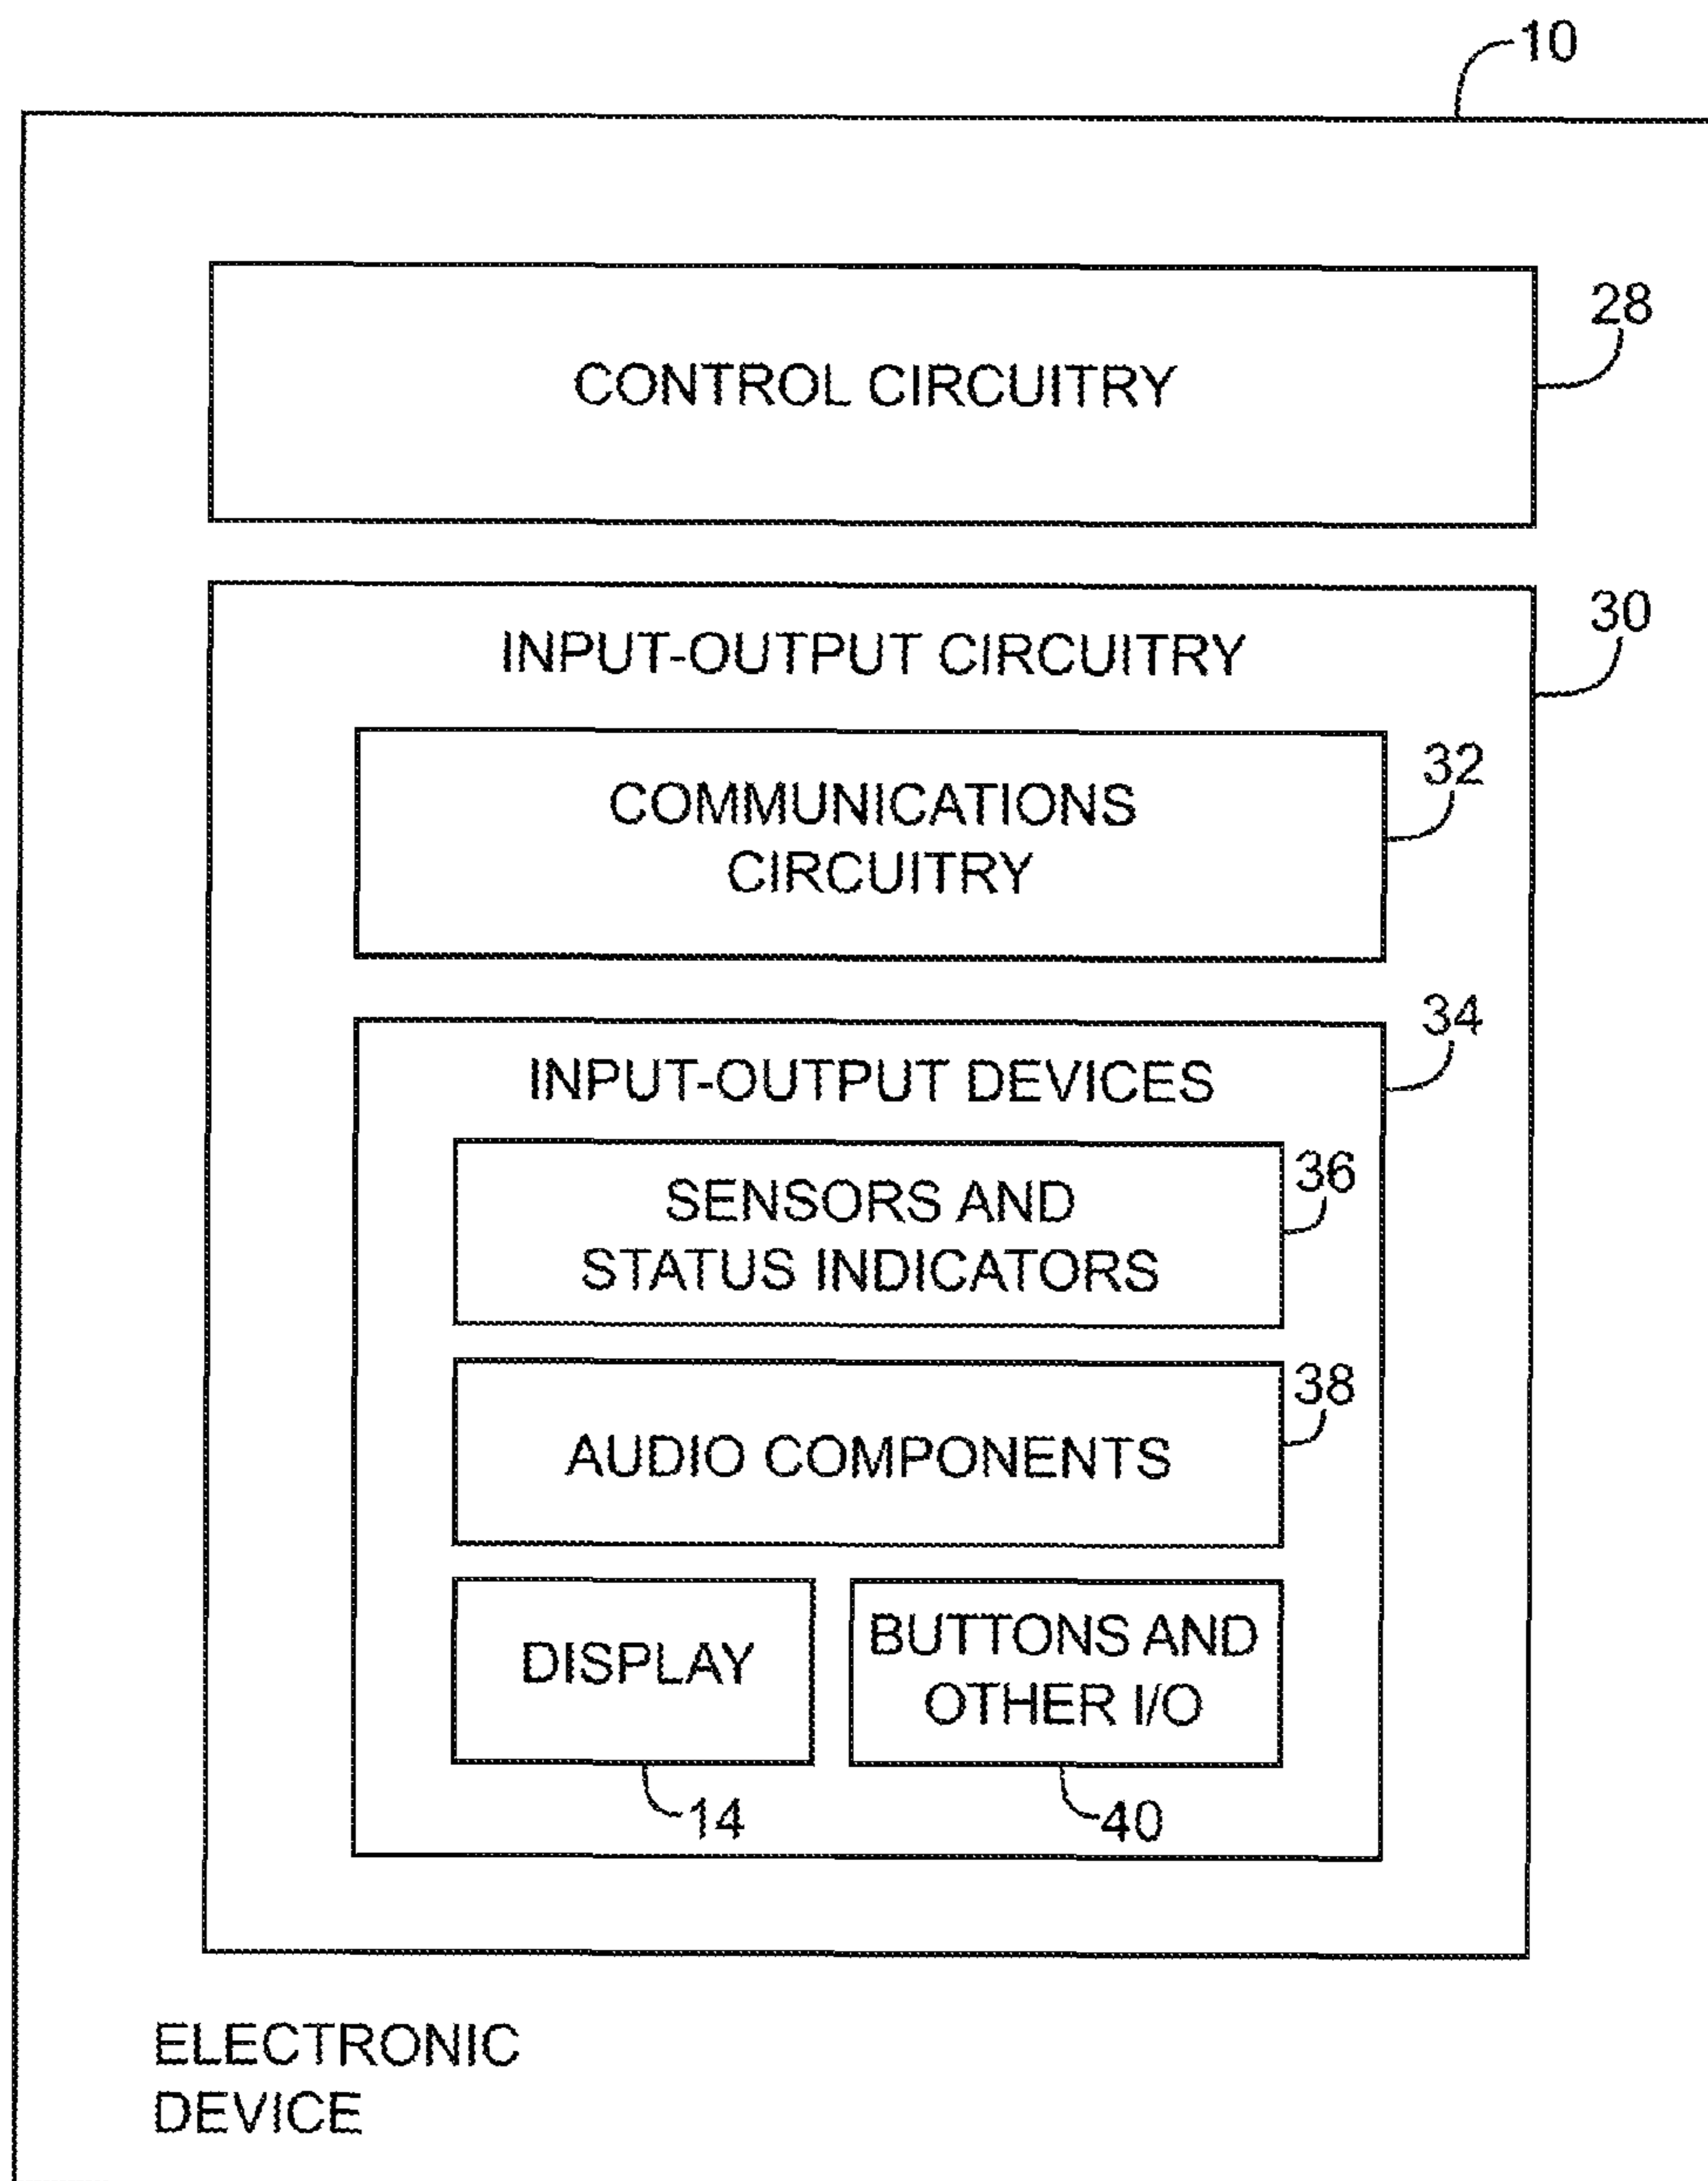 10
CONTROL CIRCUITRY
28
INPUT-OUTPUT CIRCUITRY
30
COMMUNICATIONS
CIRCUITRY
32
INPUT-OUTPUT DEVICES
34
SENSORS AND
STATUS INDICATORS
36
AUDIO COMPONENTS
38
DISPLAY
14
BUTTONS AND
OTHER I/O
40
ELECTRONIC
DEVICE